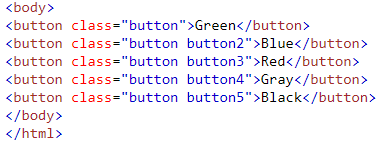 <body>
<button class="button">Green</button>
<button class="button button2">Blue</button>
<button class="button button3">Red</button>
<button class="button button4">Gray</button>
<button class="button button5">Black</button>
</body>
</html>